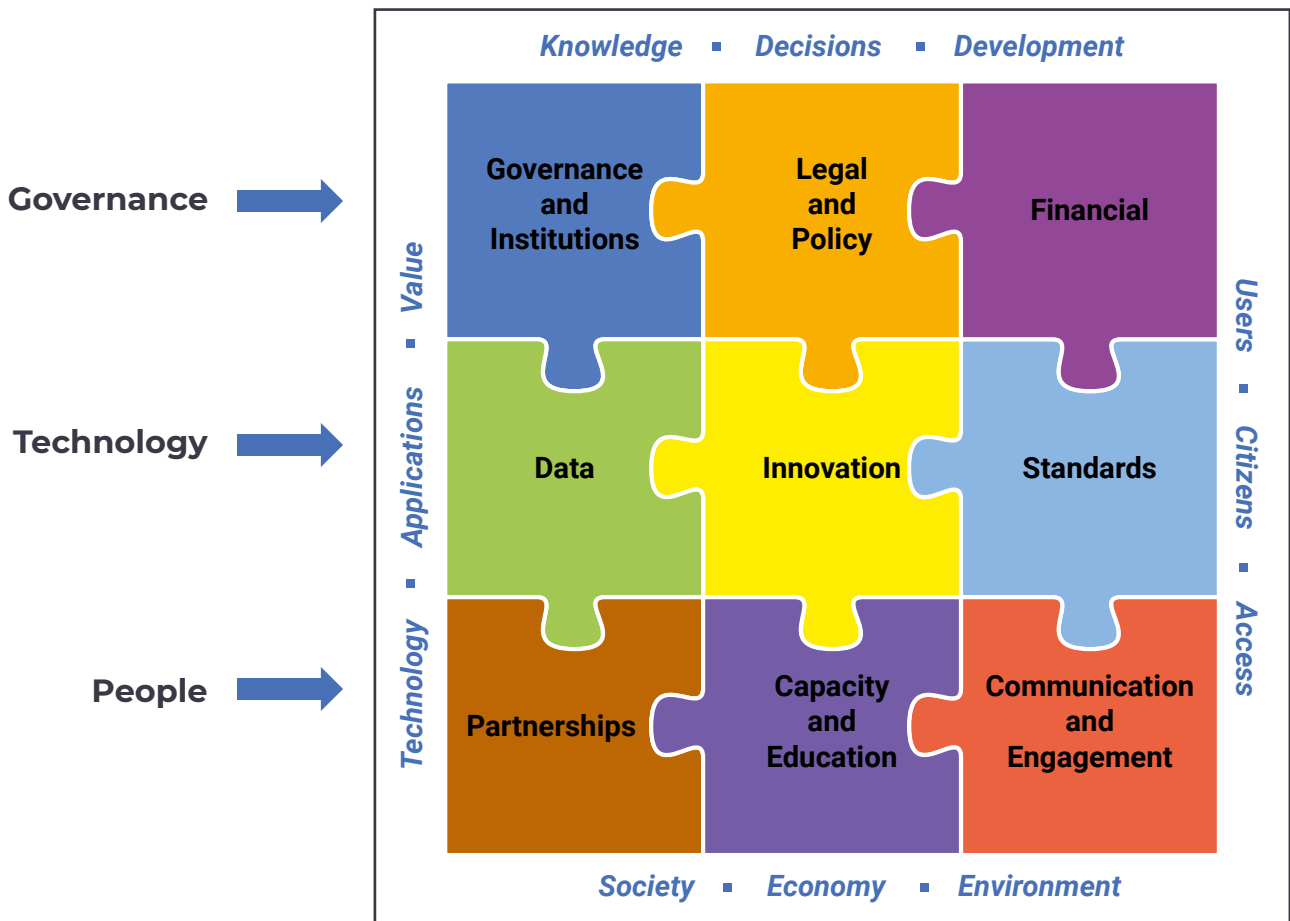 Knowledge ▪ Decisions ▪ Development
Governance
Governance
and
Institutions
Legal
and
Policy
Financial
Technology
Data
Innovation
Standards
People
Partnerships
Capacity
and
Education
Communication
and
Engagement
Technology ▪ Applications ▪ Value
Users ▪ Citizens ▪ Access
Society ▪ Economy ▪ Environment